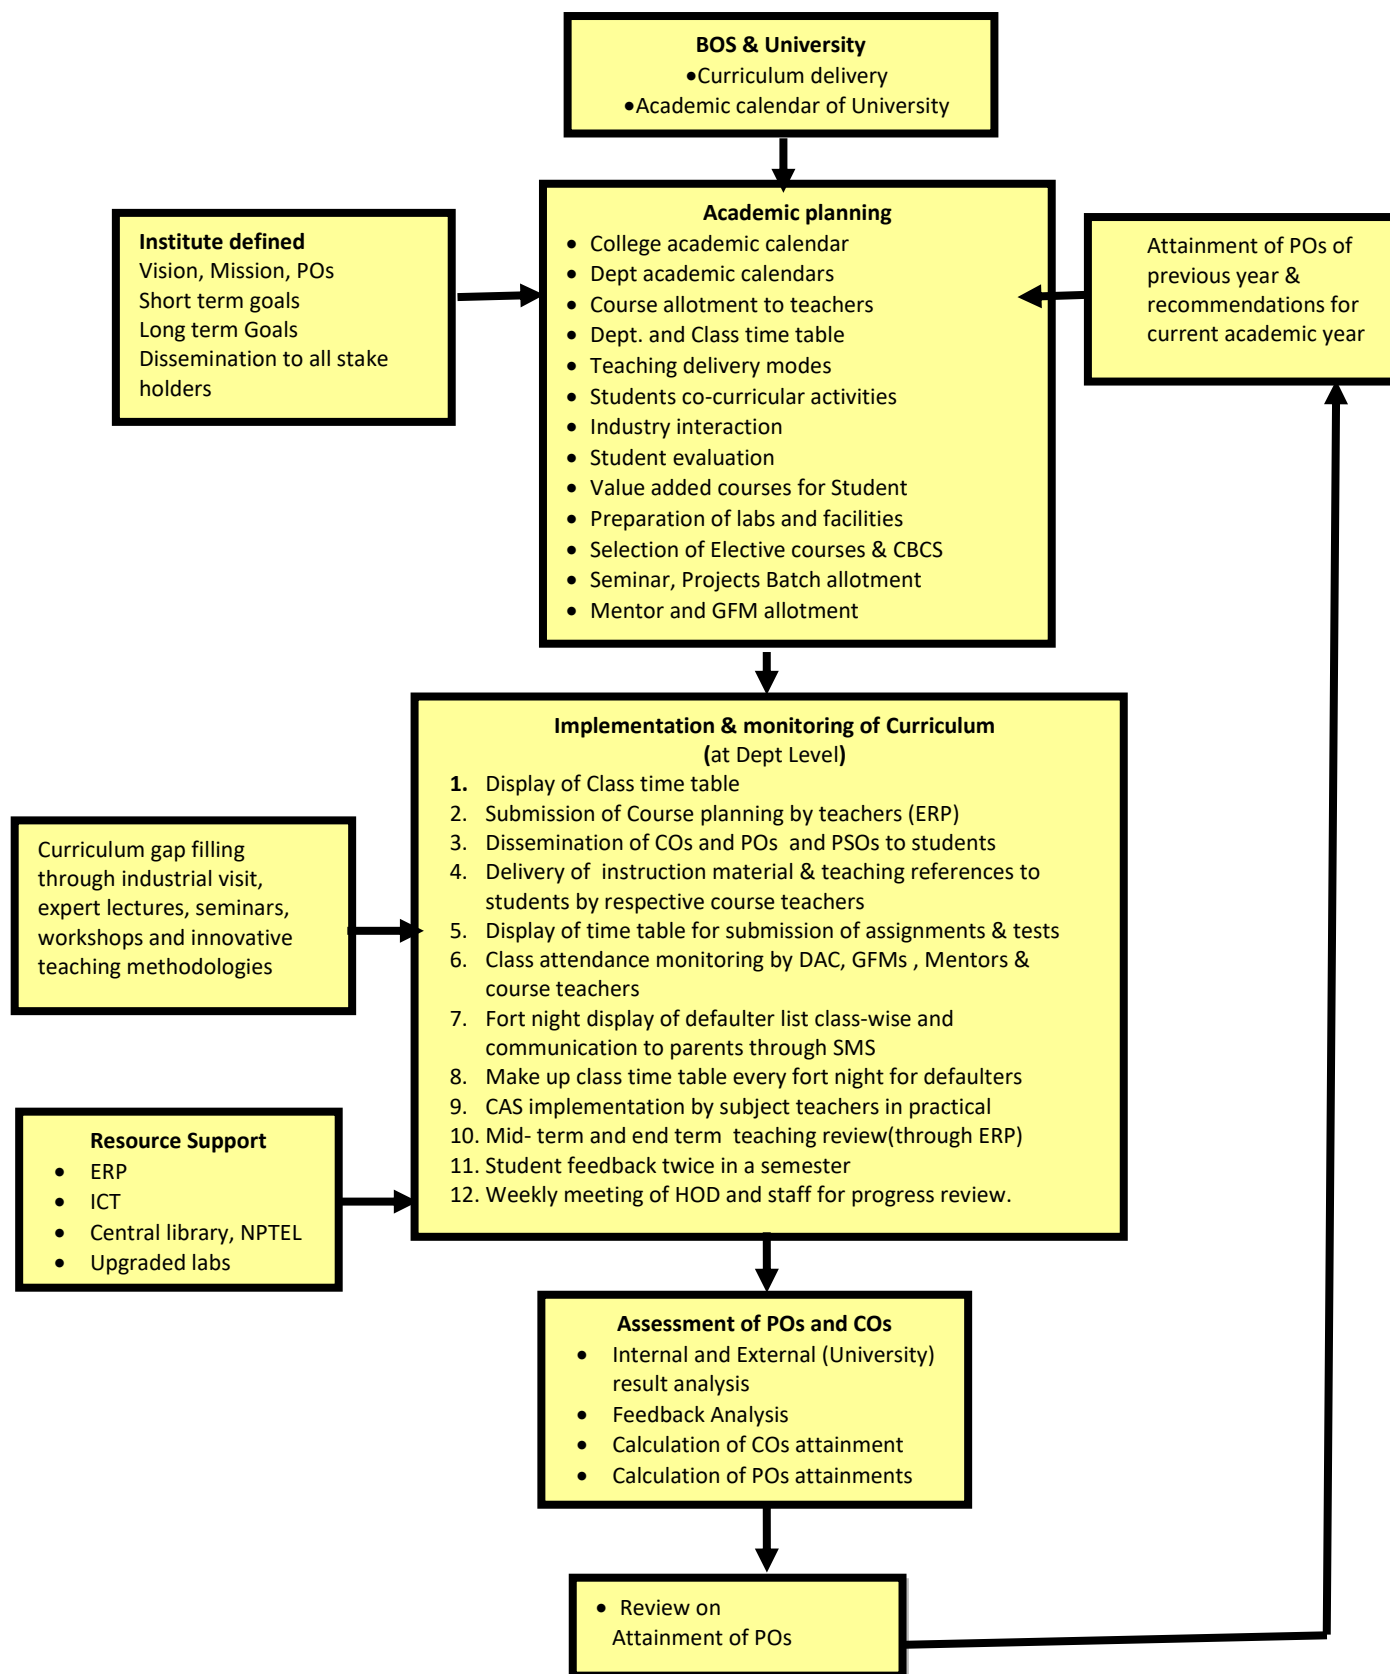 BOS & University
•Curriculum delivery
•Academic calendar of University
Institute defined
Vision, Mission, POs
Short term goals
Long term Goals
Dissemination to all stake
holders
Academic planning
• College academic calendar
• Dept academic calendars
• Course allotment to teachers
• Dept. and Class time table
• Teaching delivery modes
• Students co-curricular activities
• Industry interaction
• Student evaluation
• Value added courses for Student
• Preparation of labs and facilities
• Selection of Elective courses & CBCS
• Seminar, Projects Batch allotment
• Mentor and GFM allotment
Attainment of POs of
previous year &
recommendations for
current academic year
Implementation & monitoring of Curriculum
(at Dept Level)
1. Display of Class time table
2. Submission of Course planning by teachers (ERP)
3. Dissemination of COs and POs and PSOs to students
4. Delivery of instruction material & teaching references to
students by respective course teachers
5. Display of time table for submission of assignments & tests
6. Class attendance monitoring by DAC, GFMs , Mentors &
course teachers
7. Fort night display of defaulter list class-wise and
communication to parents through SMS
8. Make up class time table every fort night for defaulters
9. CAS implementation by subject teachers in practical
10. Mid- term and end term teaching review(through ERP)
11. Student feedback twice in a semester
12. Weekly meeting of HOD and staff for progress review.
Curriculum gap filling
through industrial visit,
expert lectures, seminars,
workshops and innovative
teaching methodologies
Resource Support
• ERP
• ICT
• Central library, NPTEL
• Upgraded labs
Assessment of POs and COs
• Internal and External (University)
result analysis
• Feedback Analysis
• Calculation of COs attainment
• Calculation of POs attainments
• Review on
Attainment of POs